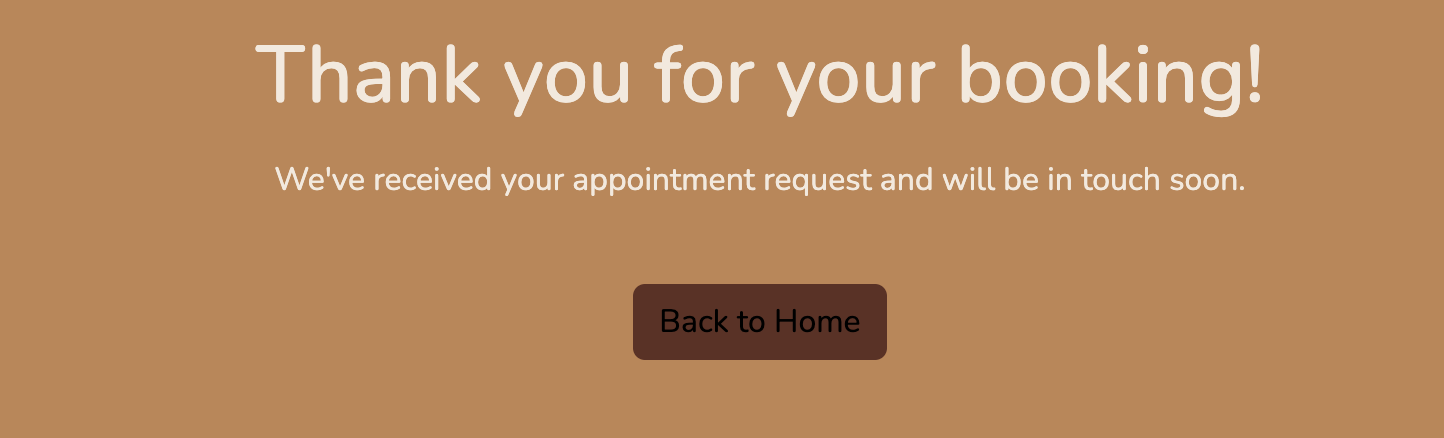 Thank you for your booking!
We've received your appointment request and will be in touch soon.
Back to Home